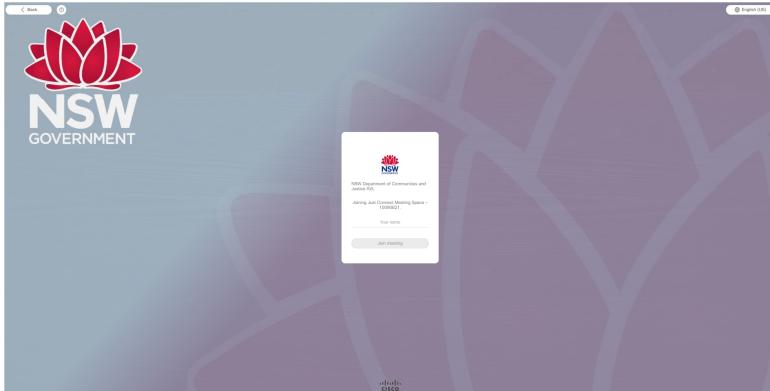 Back
English (US)
NSW
GOVERNMENT
NSW
GOVERNMENT
NSW Department of Communities and
Justice AVL
Joining Just Connect Meeting Space -
Your name
Join meeting
CISCO